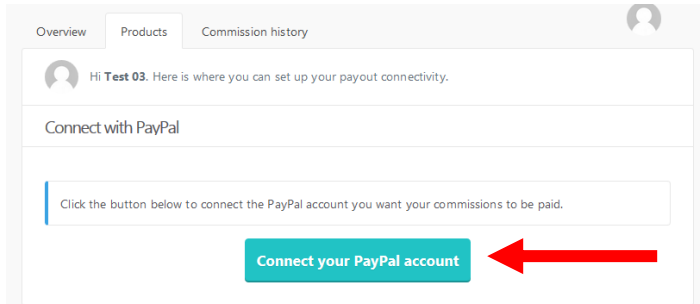 Overview Products Commission history
Hi Test 03. Here is where you can set up your payout connectivity.
Connect with PayPal
Click the button below to connect the PayPal account you want your commissions to be paid.
Connect your PayPal account